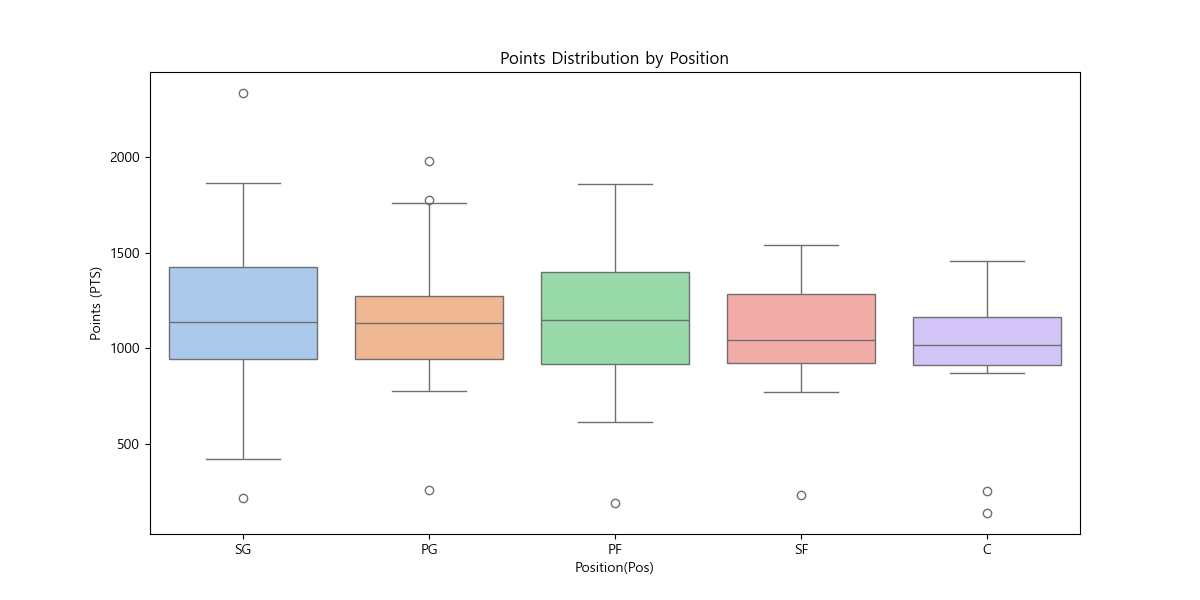 Points Distribution by Position
2000
1500
1000
500
Points (PTS)
SG PG PF SF C
Position(Pos)